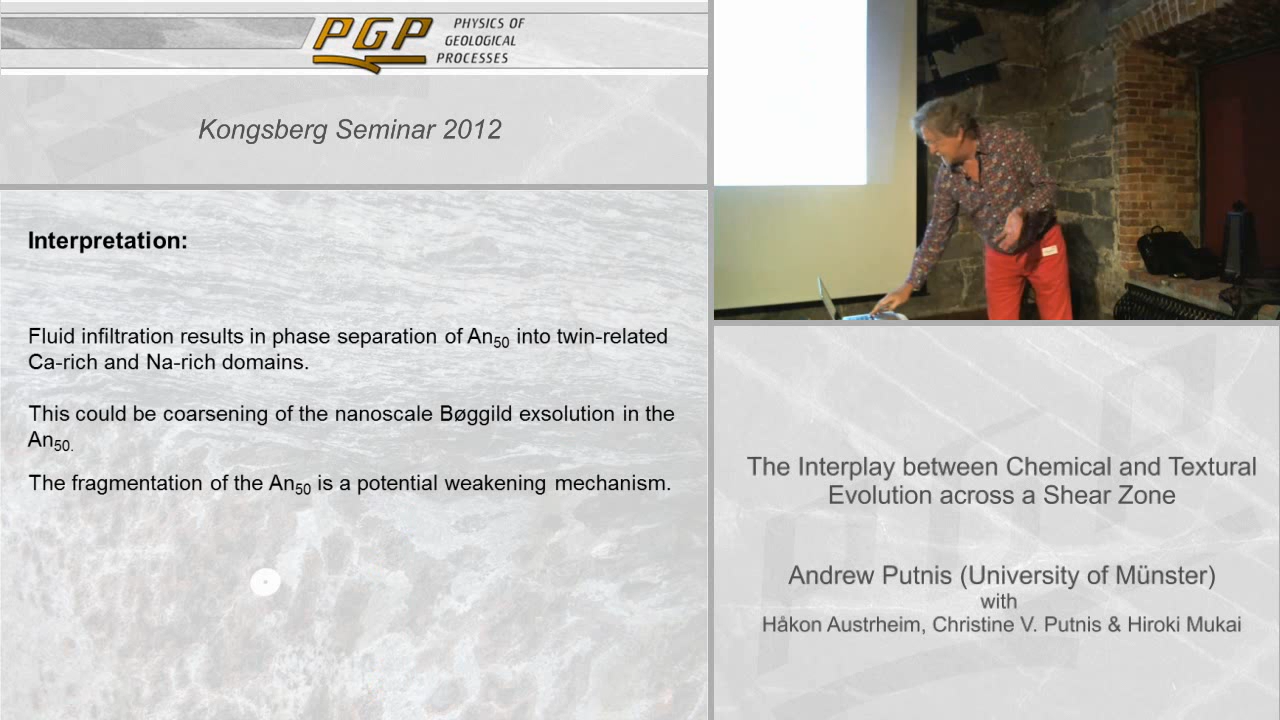 PGP
PHYSICS OF
GEOLOGICAL
PROCESSES
Kongsberg Seminar 2012
Interpretation:
Fluid infiltration results in phase separation of An50 into twin-related
Ca-rich and Na-rich domains.
This could be coarsening of the nanoscale Bøggild exsolution in the
An50.
The fragmentation of the An50 is a potential weakening mechanism.
The Interplay between Chemical and Textural
Evolution across a Shear Zone
Andrew Putnis (University of Münster)
with
Håkon Austrheim, Christine V. Putnis & Hiroki Mukai